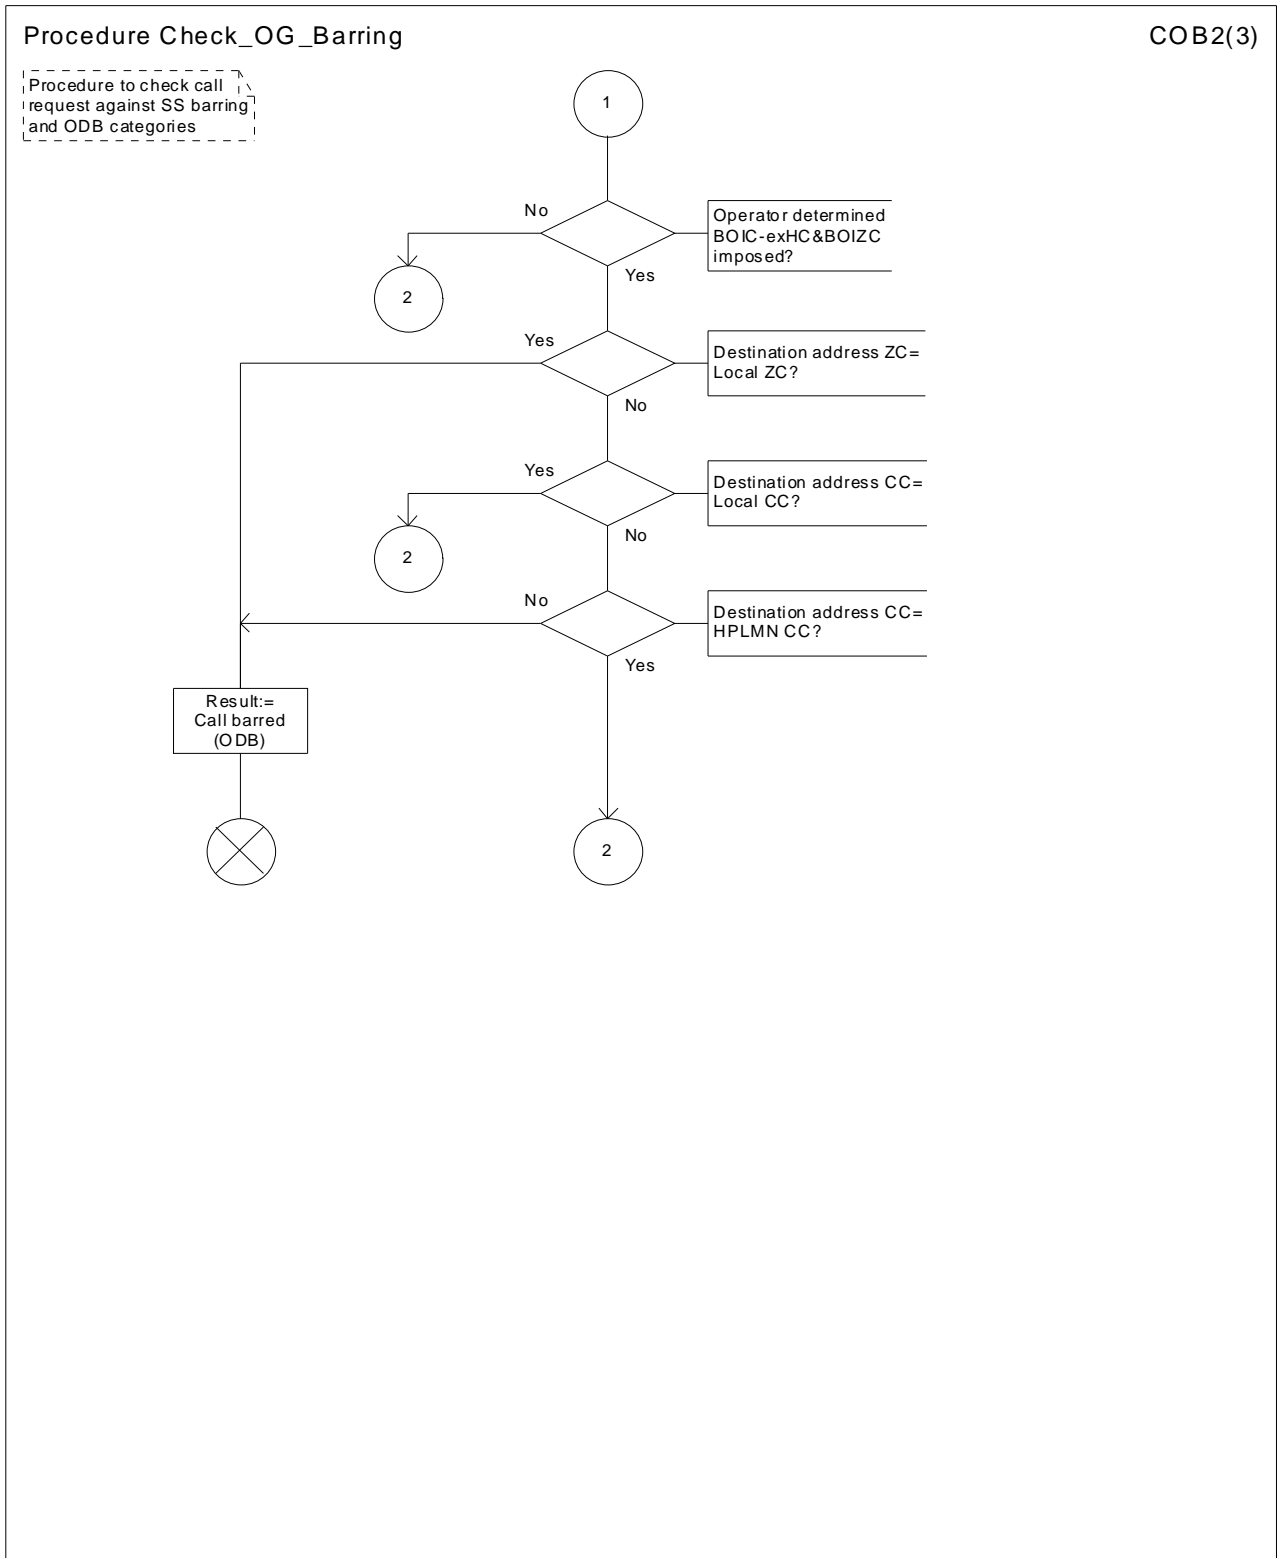 Procedure Check_OG_Barring
COB2(3)
Procedure to check call
request against SS barring
and ODB categories
1
No
Operator determined
BOIC-exHC&BOIZC
imposed?
Yes
2
Yes
Destination address ZC=
Local ZC?
No
Yes
Destination address CC=
Local CC?
No
2
No
Destination address CC=
HPLMN CC?
Yes
Result:=
Call barred
(ODB)
2